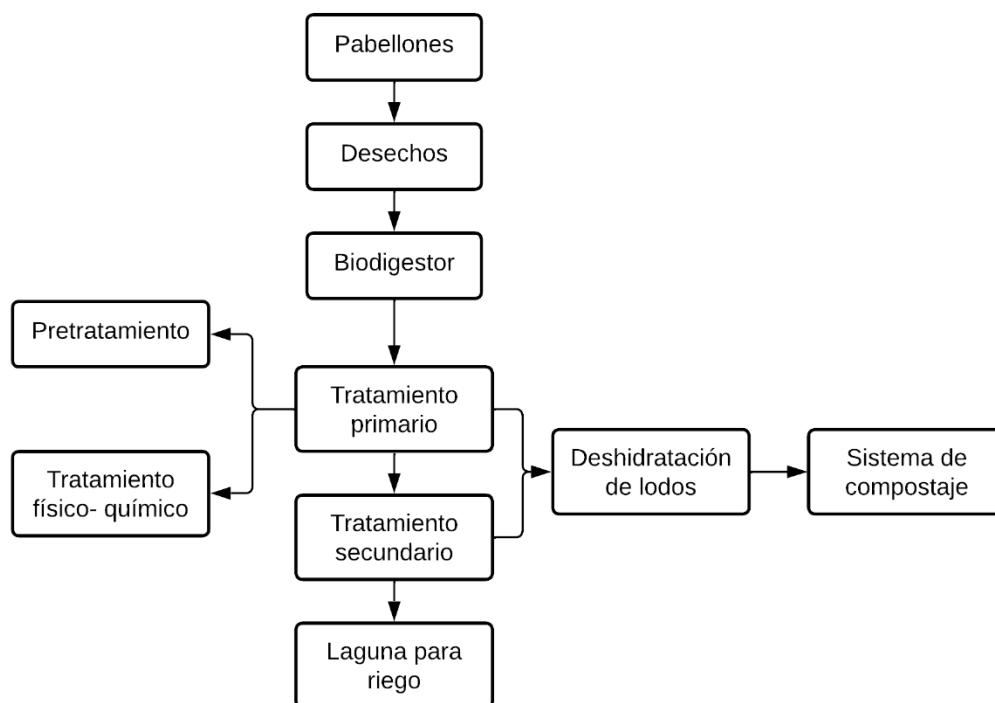 Pabellones
Desechos
Biodigestor
Pretratamiento
Tratamiento
primario
Tratamiento
físico- químico
Deshidratación
de lodos
Sistema de
compostaje
Tratamiento
secundario
Laguna para
riego